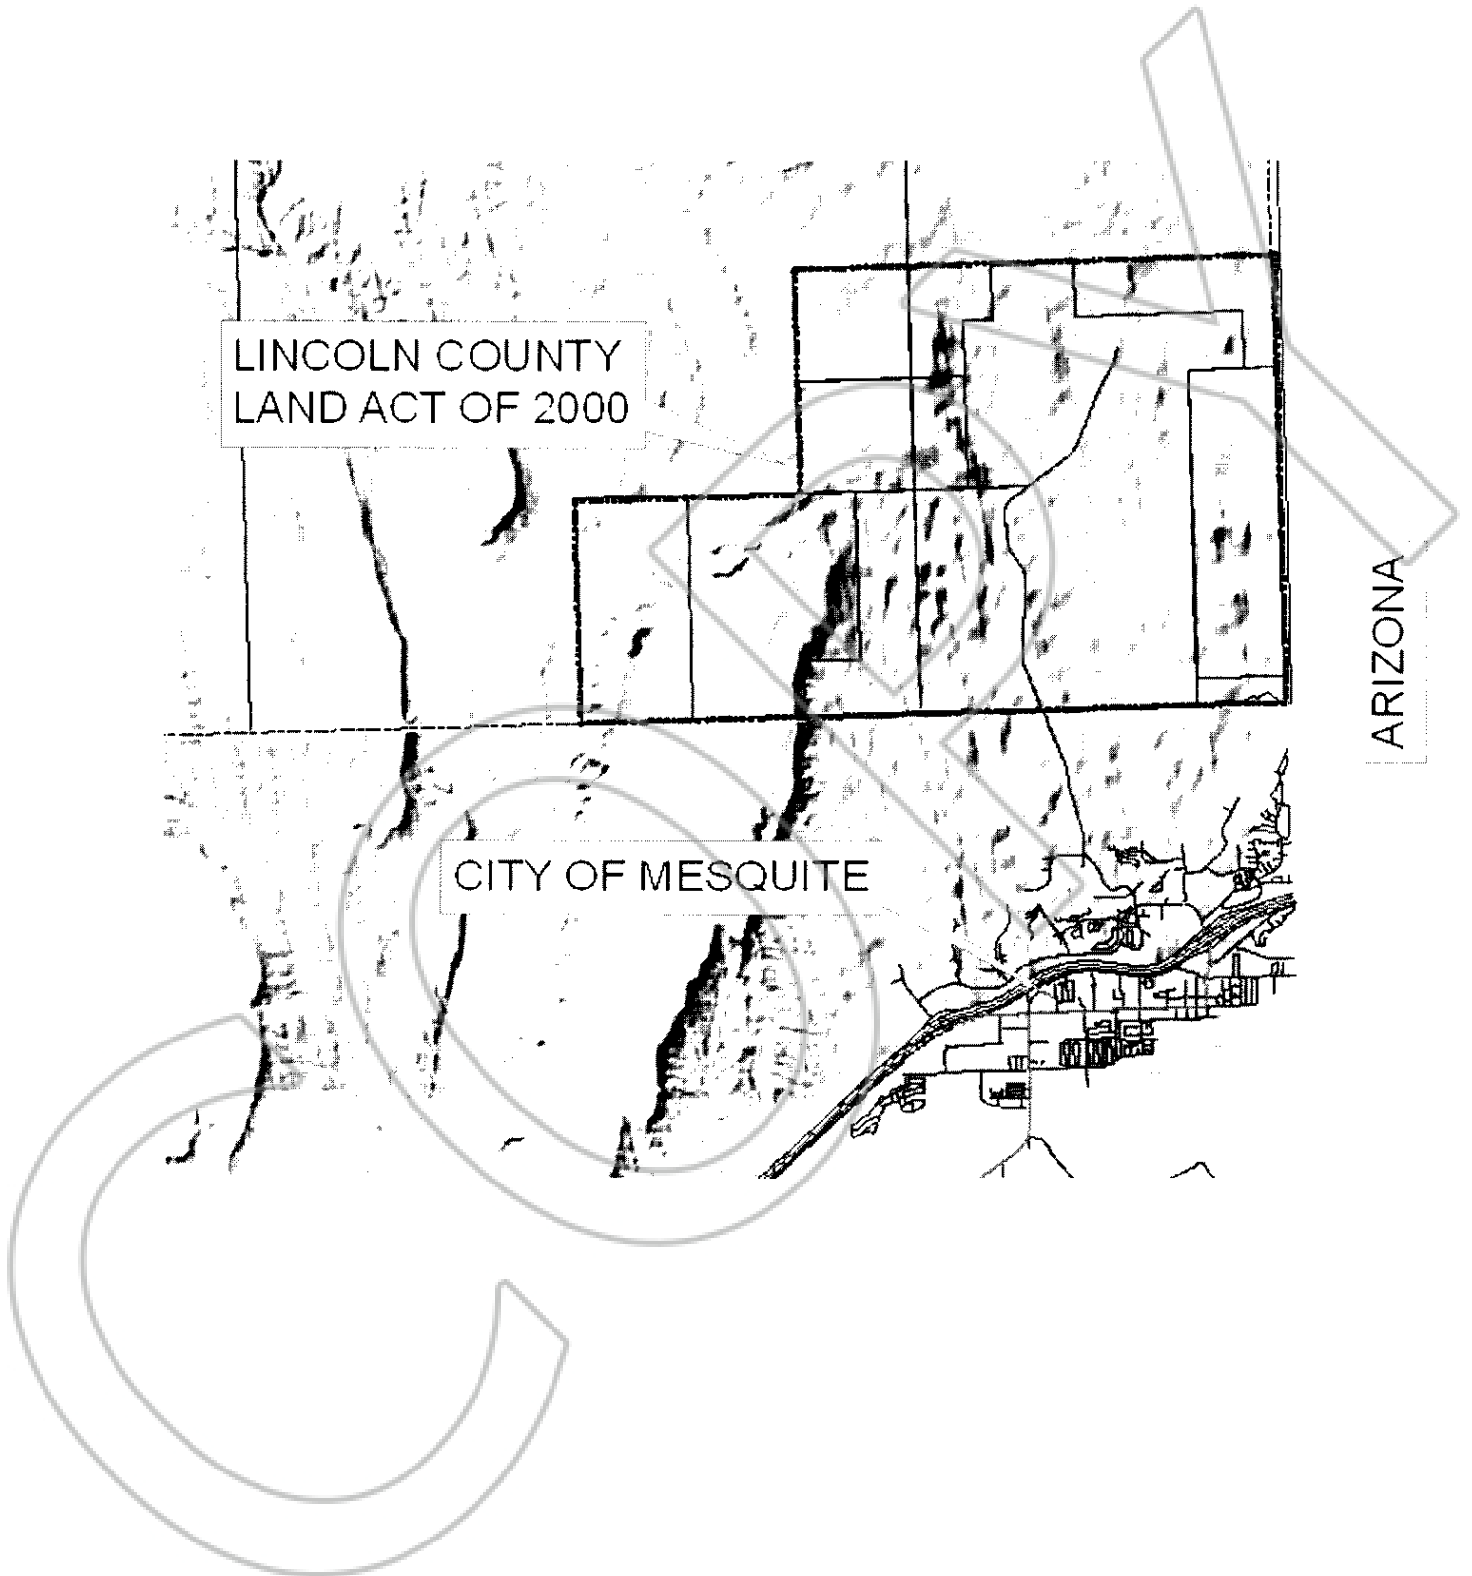 LINCOLN COUNTY
LAND ACT OF 2000
ARIZONA
CITY OF MESQUITE
COPY